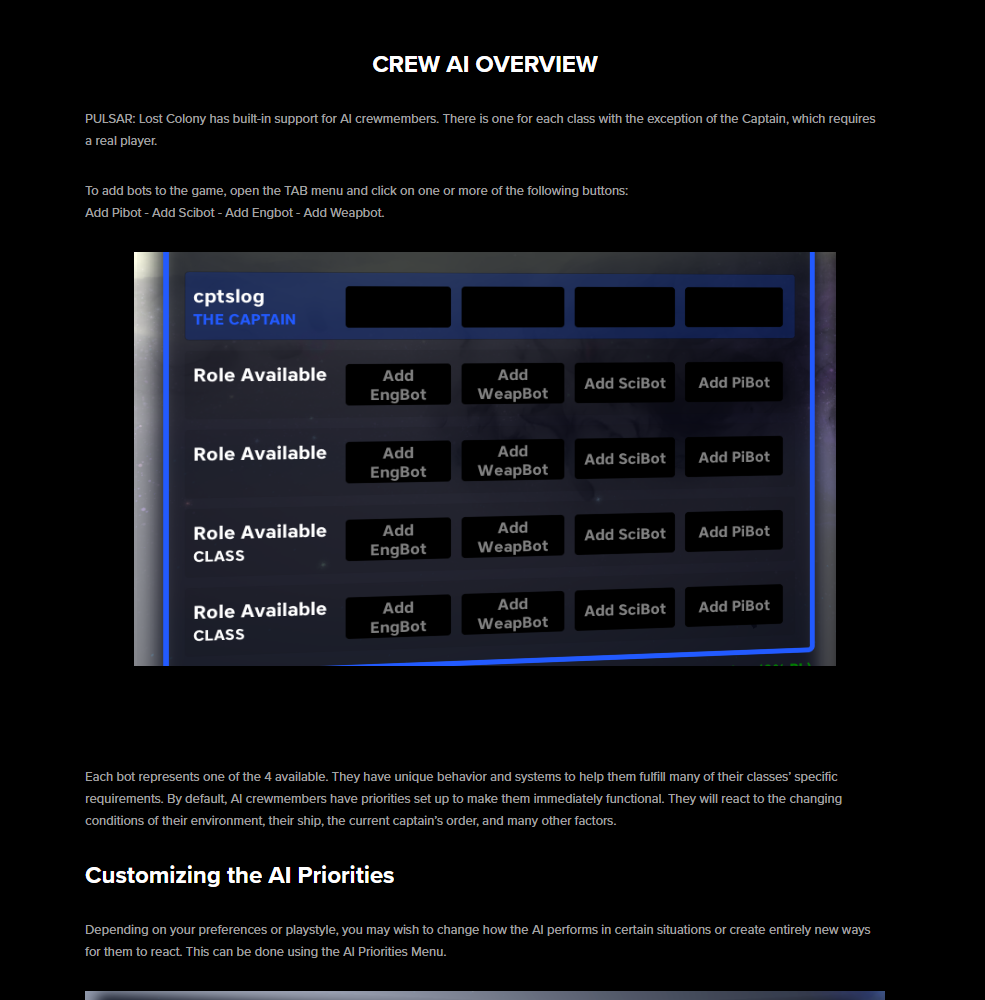 CREW AI OVERVIEW
PULSAR: Lost Colony has built-in support for AI crewmembers. There is one for each class with the exception of the Captain, which requires
a real player.
To add bots to the game, open the TAB menu and click on one or more of the following buttons:
Add Pibot - Add Scibot - Add Engbot - Add Weapbot.
cptslog
THE CAPTAIN
Role Available
Add
EngBot
Add
WeapBot
Add SciBot
Add PiBot
Role Available
Add
EngBot
Add
WeapBot
Add SciBot
Add PiBot
Role Available
CLASS
Add
EngBot
Add
WeapBot
Add SciBot
Add PiBot
Role Available
CLASS
Add
EngBot
Add
WeapBot
Add SciBot
Add PiBot
Each bot represents one of the 4 available. They have unique behavior and systems to help them fulfill many of their classes' specific
requirements. By default, AI crewmembers have priorities set up to make them immediately functional. They will react to the changing
conditions of their environment, their ship, the current captain's order, and many other factors.
Customizing the AI Priorities
Depending on your preferences or playstyle, you may wish to change how the AI performs in certain situations or create entirely new ways
for them to react. This can be done using the AI Priorities Menu.